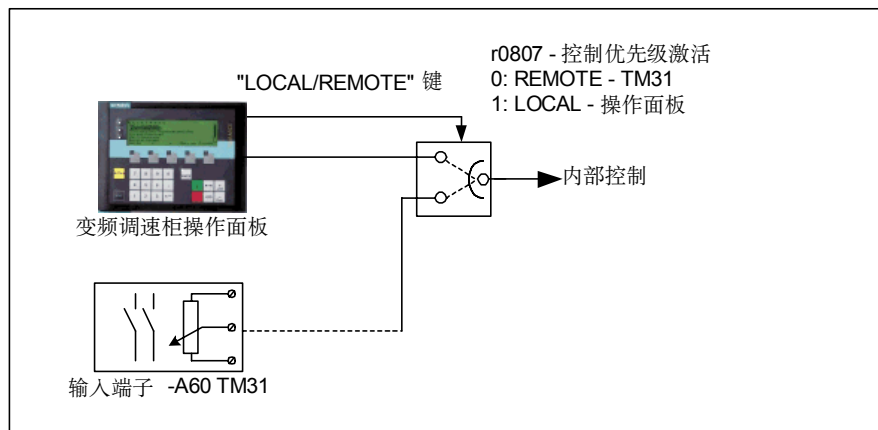 r0807 - 控制优先级激活
"LOCAL/REMOTE" 键
0: REMOTE - TM31
1: LOCAL - 操作面板
内部控制
变频调速柜操作面板
输入端子 -A60 TM31